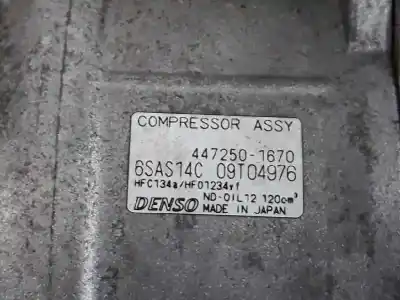 COMPRESSOR ASSY
447250-1670
6SAS14C 09T04976
HFC134a/HFO1234yf
ND-OIL12 120cm³
DENSO MADE IN JAPAN